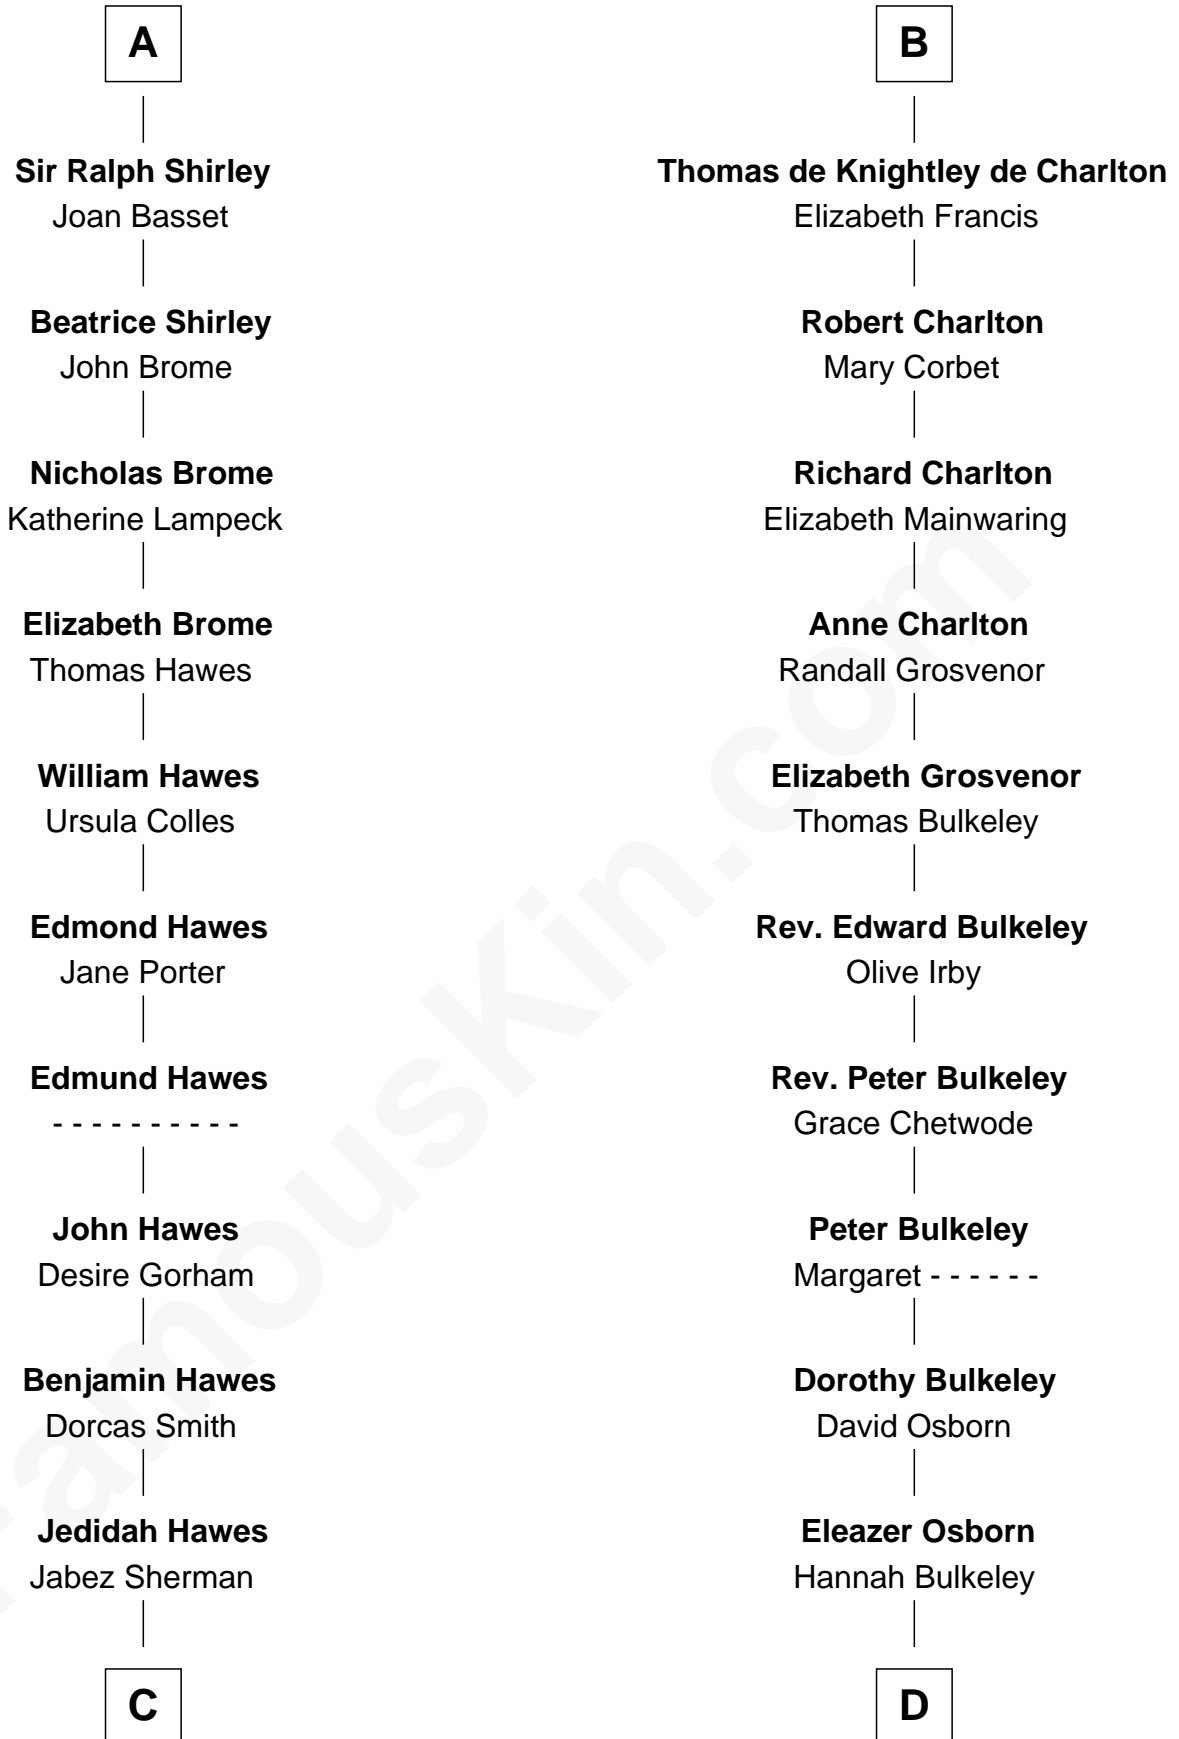 A
Sir Ralph Shirley
Joan Basset
Beatrice Shirley
John Brome
Nicholas Brome
Katherine Lampeck
Elizabeth Brome
Thomas Hawes
William Hawes
Ursula Colles
Edmond Hawes
Jane Porter
Edmund Hawes
- - - - - - - - - -
John Hawes
Desire Gorham
Benjamin Hawes
Dorcas Smith
Jedidah Hawes
Jabez Sherman
C
B
Thomas de Knightley de Charlton
Elizabeth Francis
Robert Charlton
Mary Corbet
Richard Charlton
Elizabeth Mainwaring
Anne Charlton
Randall Grosvenor
Elizabeth Grosvenor
Thomas Bulkeley
Rev. Edward Bulkeley
Olive Irby
Rev. Peter Bulkeley
Grace Chetwode
Peter Bulkeley
Margaret - - - - - -
Dorothy Bulkeley
David Osborn
Eleazer Osborn
Hannah Bulkeley
D
FamousKin.com